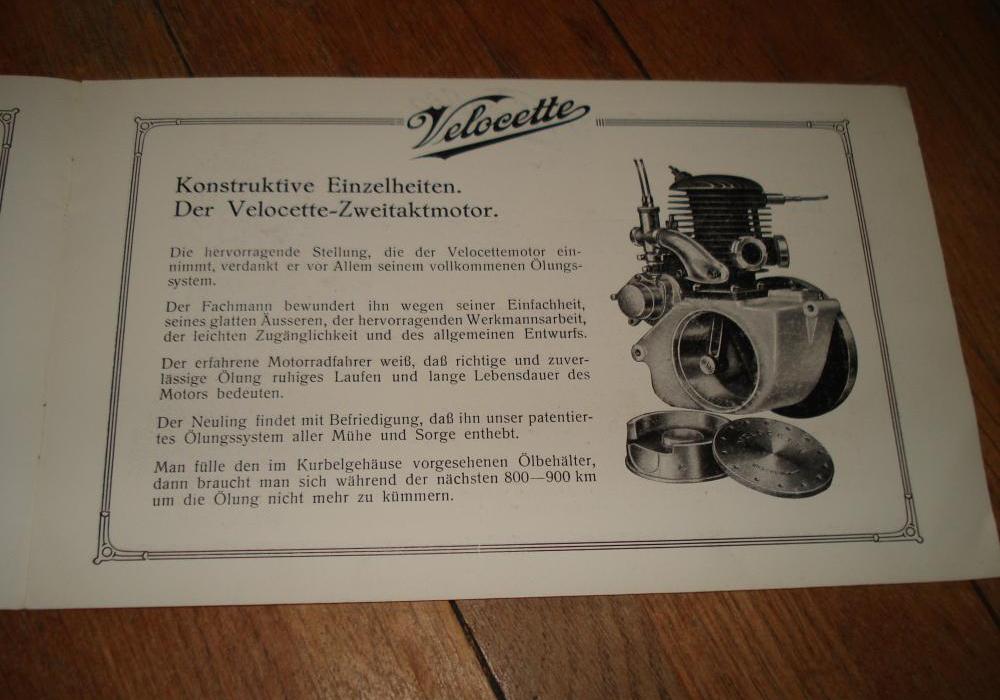 Velocette
Konstruktive Einzelheiten.
Der Velocette-Zweitaktmotor.
Die hervorragende Stellung, die der Velocettemotor ein-
nimmt, verdankt er vor Allem seinem vollkommenen Ölungs-
system.
Der Fachmann bewundert ihn wegen seiner Einfachheit,
seines glatten Äusseren, der hervorragenden Werkmannsarbeit,
der leichten Zugänglichkeit und des allgemeinen Entwurfs.
Der erfahrene Motorradfahrer weiß, daß richtige und zuver-
lässige Ölung ruhiges Laufen und lange Lebensdauer des
Motors bedeuten.
Der Neuling findet mit Befriedigung, daß ihn unser patentier-
tes Ölungssystem aller Mühe und Sorge enthebt.
Man fülle den im Kurbelgehäuse vorgesehenen Ölbehälter,
dann braucht man sich während der nächsten 800—900 km
um die Ölung nicht mehr zu kümmern.